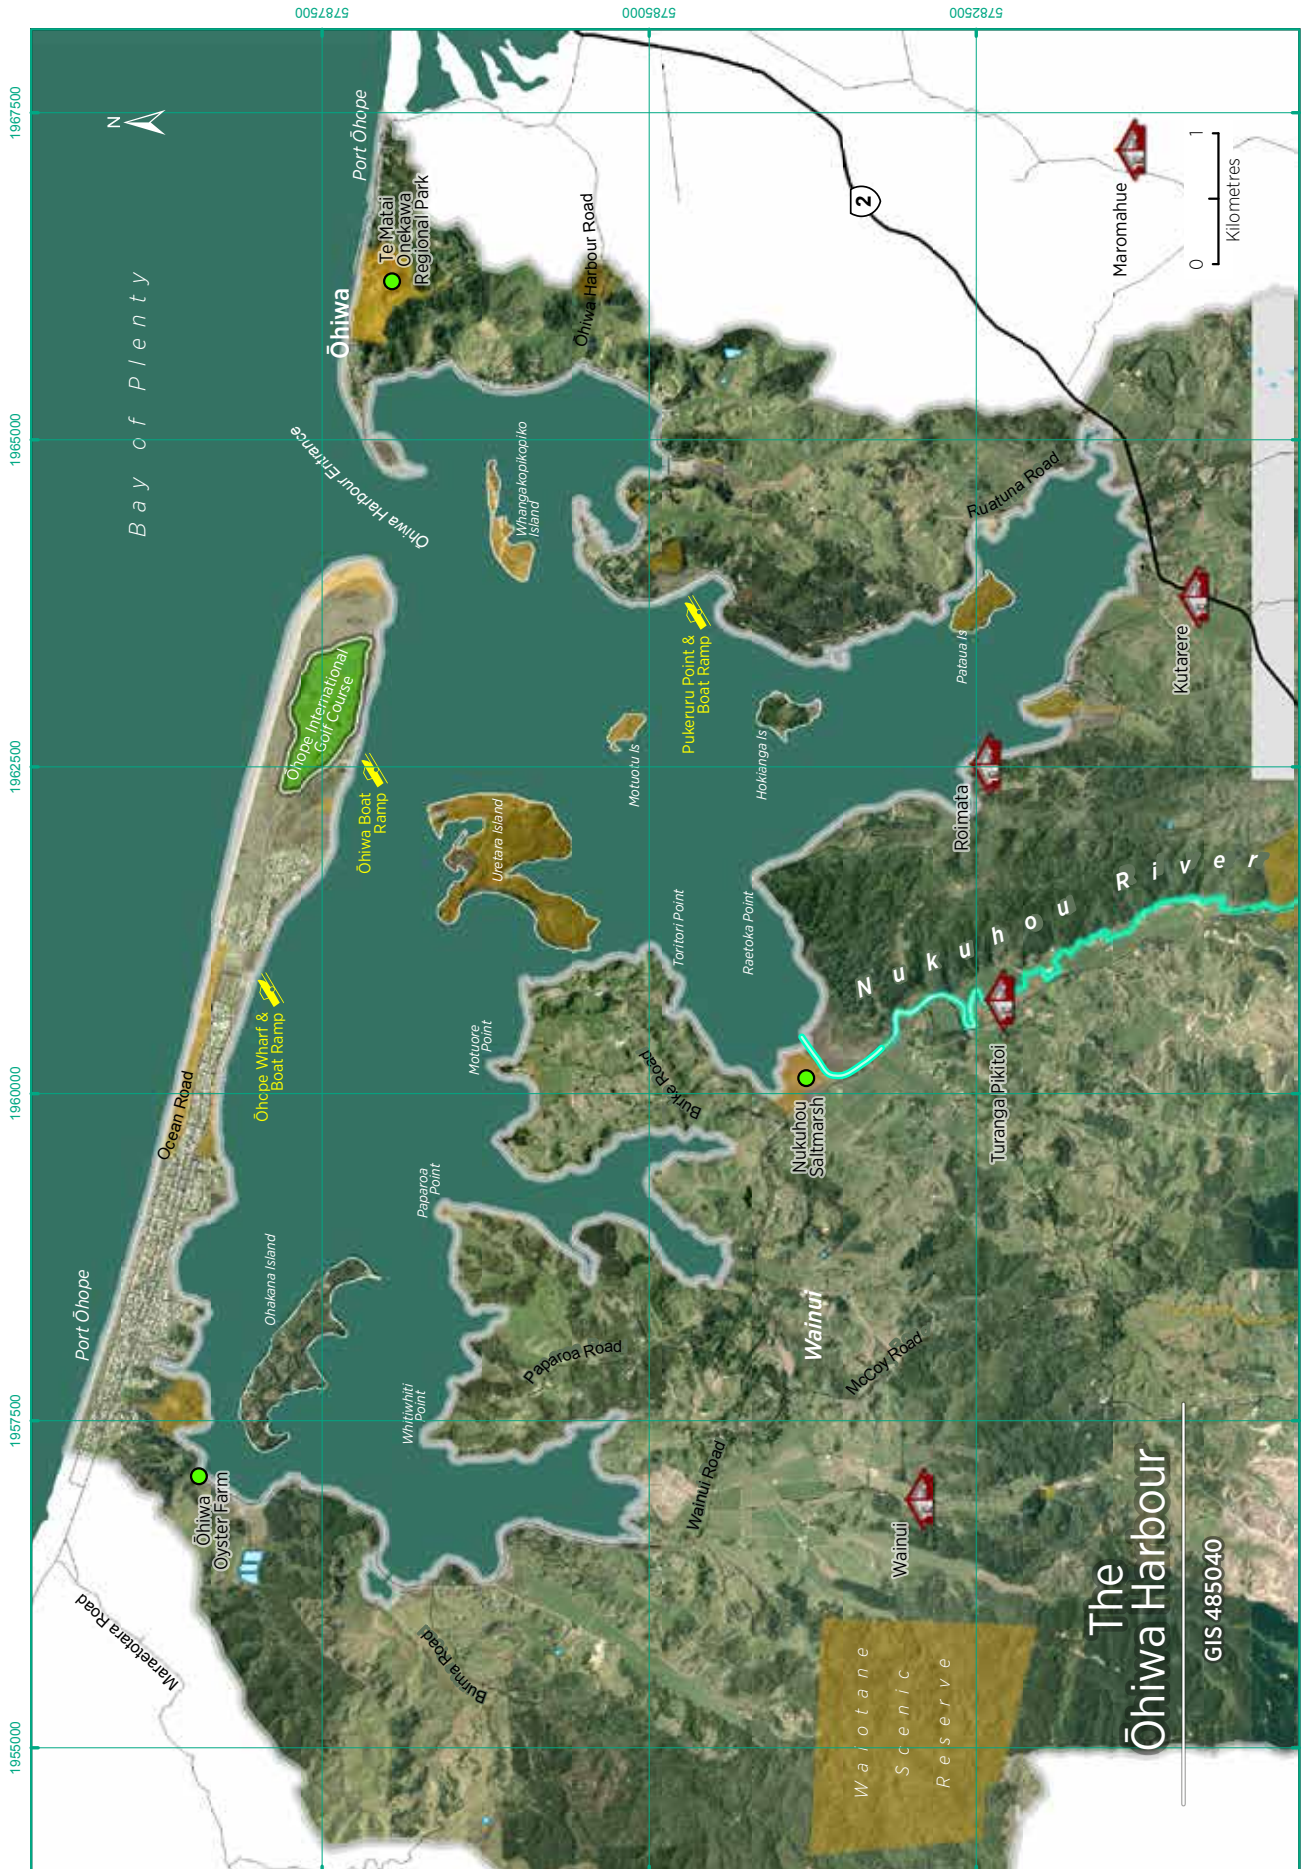 1955000
1957500
1960000
1962500
1965000
1967500
5787500
5785000
5782500
N
Bay of Plenty
Port Ōhope
Port Ōhope
Maraetotara Road
Ōhiwa
Oyster Farm
Ohakana Island
Ocean Road
Ōhope Wharf &
Boat Ramp
Ōhiwa Boat
Ramp
Ohope International
Golf Course
Ōhiwa Harbour Entrance
Ōhiwa
Te Matai
Onekawa
Regional Park
Ōhiwa Harbour Road
Whangakopikopiko
Island
Uretara Island
Motuotu Is
Pukeruru Point &
Boat Ramp
Hokianga Is
Pataua Is
Ruatuna Road
Whitiwhiti
Point
Paparoa
Point
Motuore
Point
Toritori Point
Raetoka Point
Burma Road
Paparoa Road
Burke Road
Wainui Road
Wainui
McCoy Road
Nukuhou
Saltmarsh
Nukuhou River
Roimata
Turanga Pikitoi
Wainui
Kutarere
Maromahue
2
Waiotane
Scenic
Reserve
The
Ōhiwa Harbour
GIS 485040
0 1
Kilometres